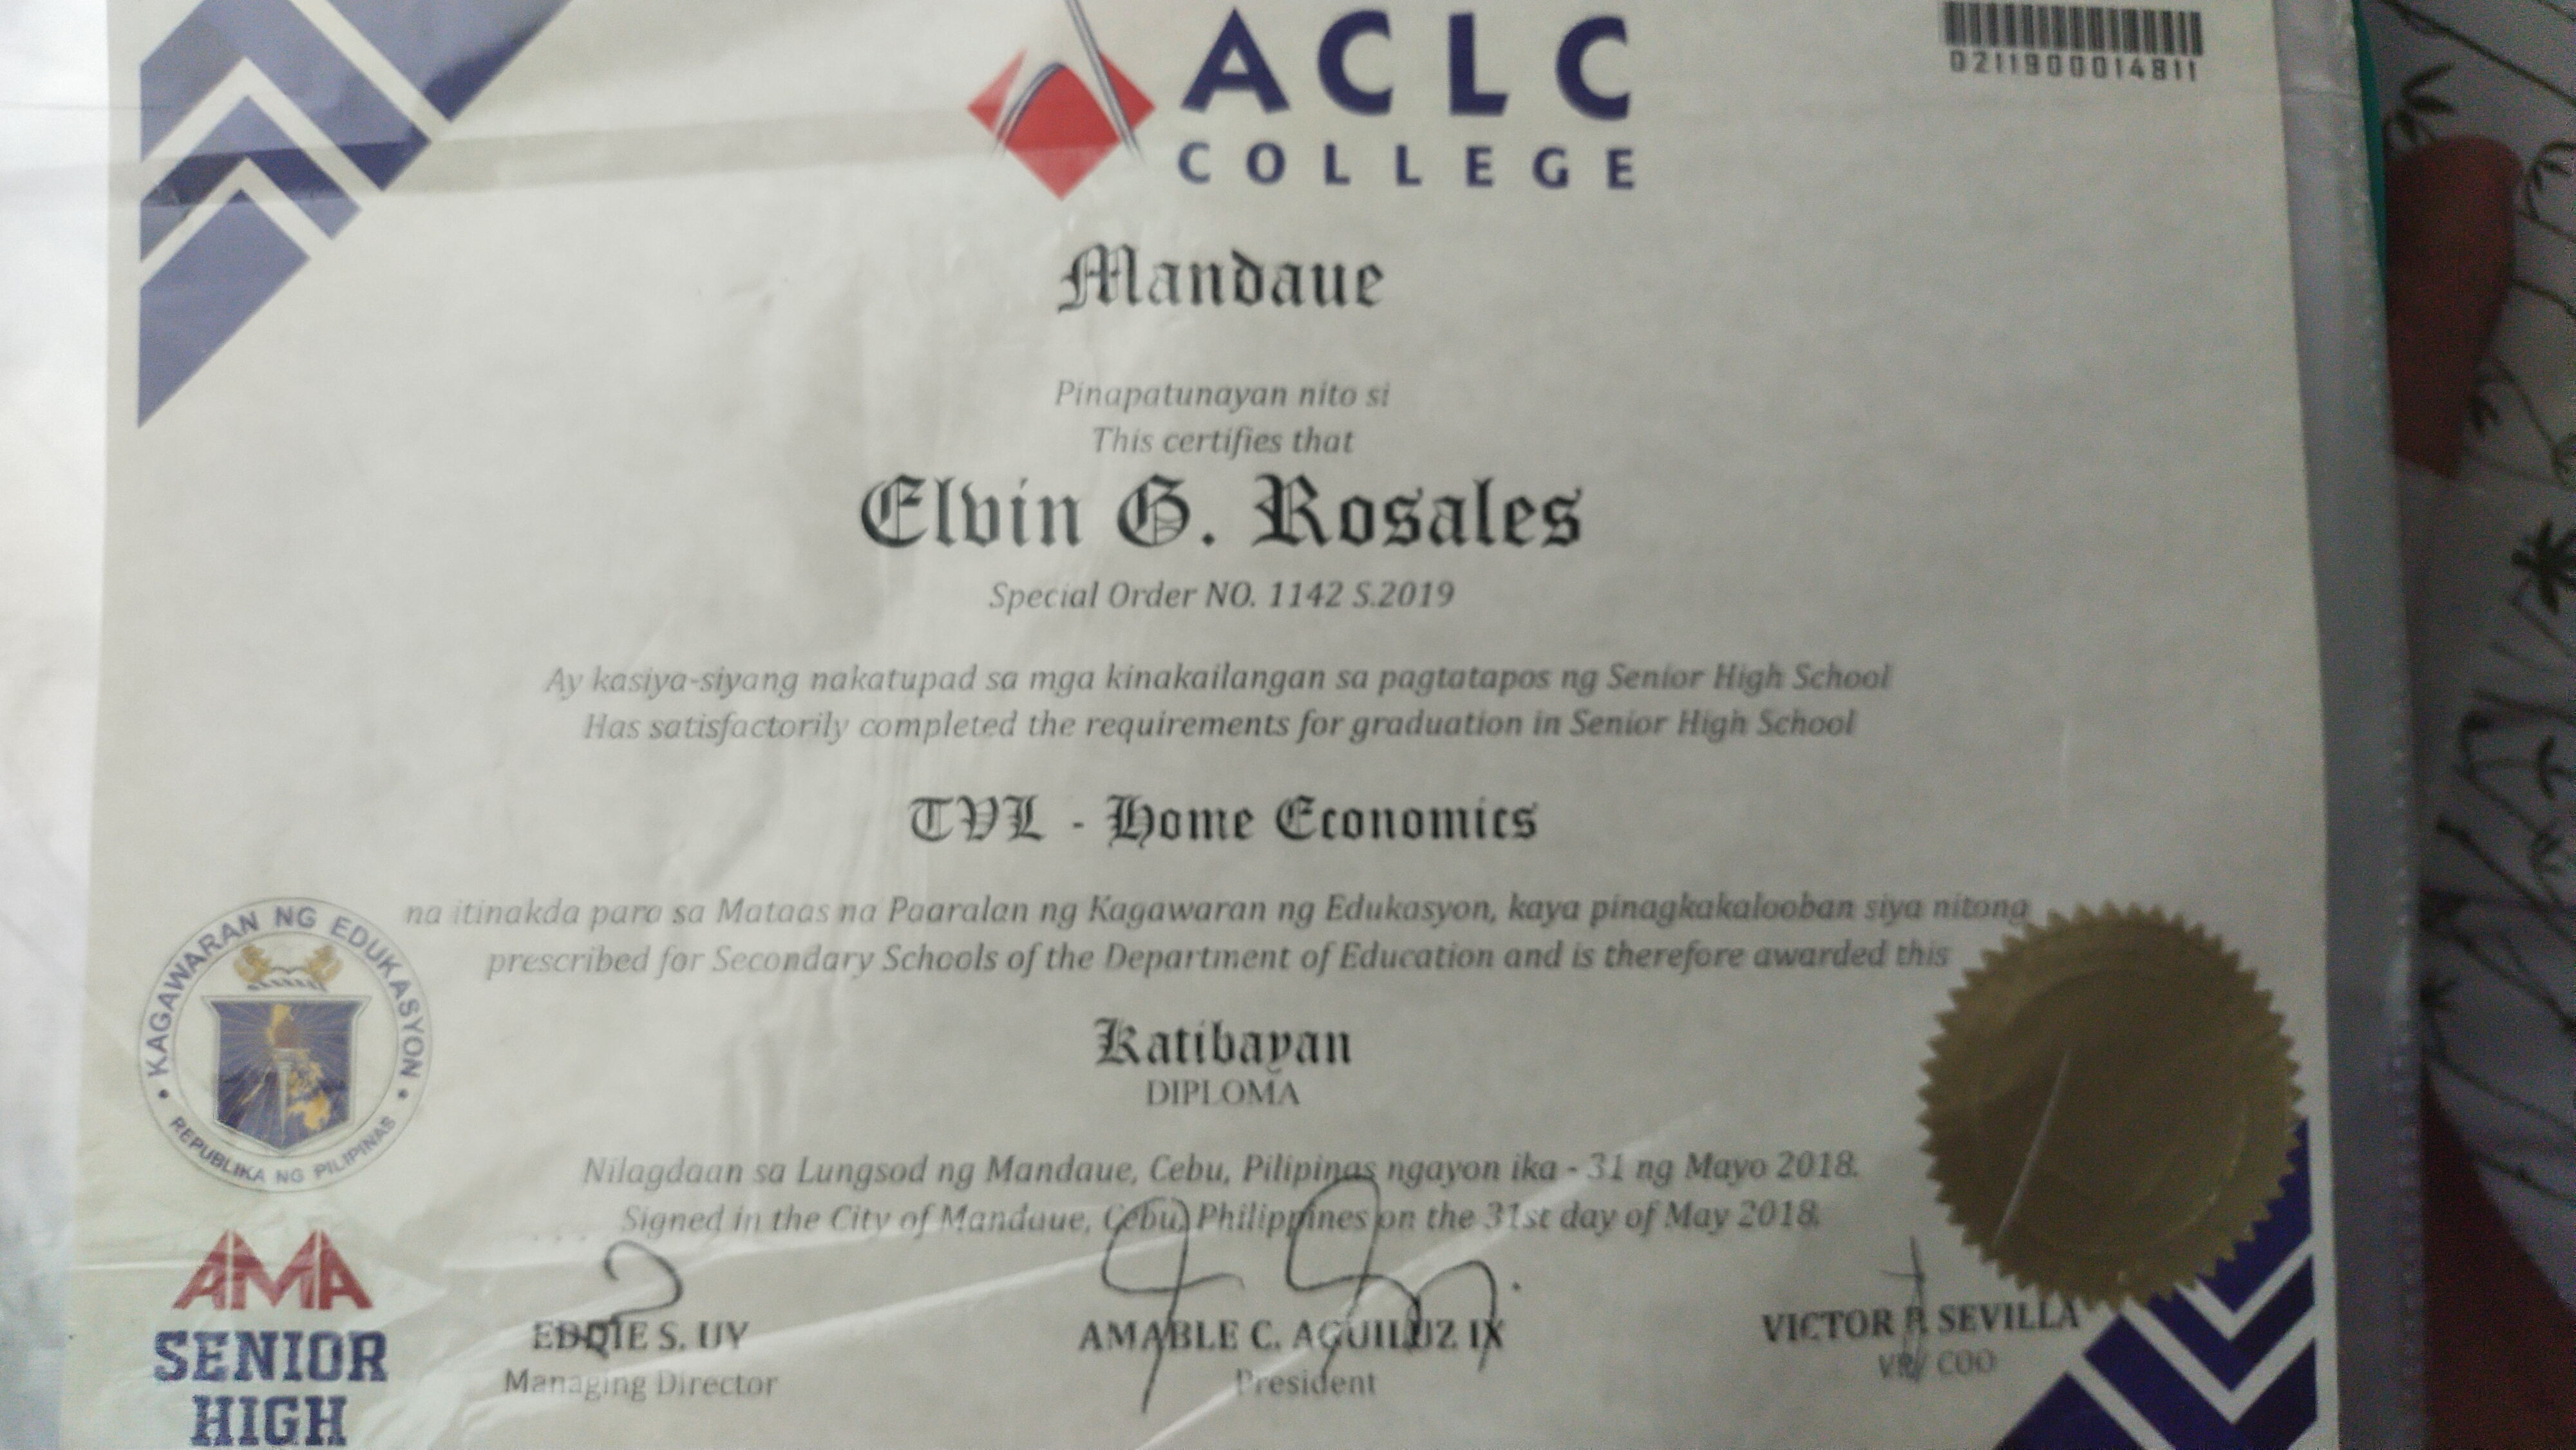 ACLC
COLLEGE
0211900014811
Mandaue
Pinapatunayan nito si
This certifies that
Elvin G. Rosales
Special Order NO. 1142 S.2019
Ay kasiya-siyang nakatupad sa mga kinakailangan sa pagtatapos ng Senior High School
Has satisfactorily completed the requirements for graduation in Senior High School
TVL - Home Economics
na itinakda para sa Mataas na Paaralan ng Kagawaran ng Edukasyon, kaya pinagkakalooban siya nitong
prescribed for Secondary Schools of the Department of Education and is therefore awarded this
Katibayan
DIPLOMA
KAGAWARAN NG EDUKASYON
REPUBLIKA NG PILIPINAS
Nilagdaan sa Lungsod ng Mandaue, Cebu, Pilipinas ngayon ika - 31 ng Mayo 2018.
Signed in the City of Mandaue, Cebu, Philippines on the 31st day of May 2018.
AMA
SENIOR
HIGH
EDDIE S. UY
Managing Director
AMABLE C. AGUILUZ IX
President
VICTOR P. SEVILLA
VP/ COO